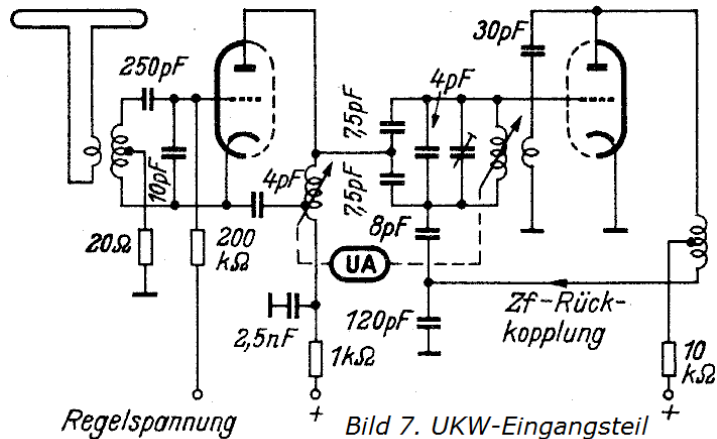 250pF
30pF
4pF
7,5pF
10pF
4pF
7,5pF
8pF
20Ω
200
kΩ
UA
Zf-Rück-
kopplung
2,5nF
120pF
1kΩ
10
kΩ
Regelspannung
+
Bild 7. UKW-Eingangsteil
+